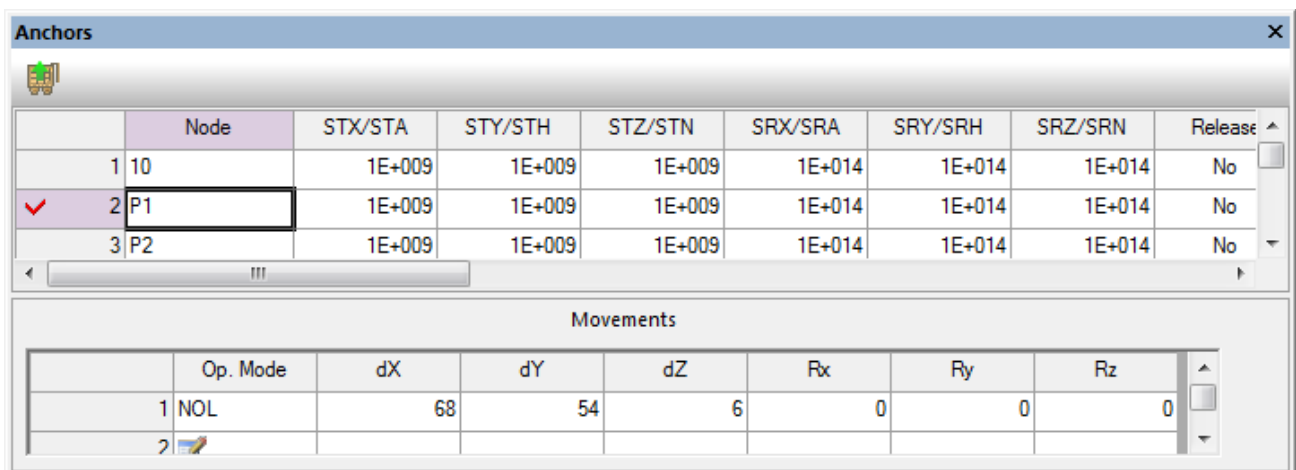 Anchors
Node STX/STA STY/STH STZ/STN SRX/SRA SRY/SRH SRZ/SRN Release
1 10 1E+009 1E+009 1E+009 1E+014 1E+014 1E+014 No
2 P1 1E+009 1E+009 1E+009 1E+014 1E+014 1E+014 No
3 P2 1E+009 1E+009 1E+009 1E+014 1E+014 1E+014 No
Movements
Op. Mode dX dY dZ Rx Ry Rz
1 NOL 68 54 6 0 0 0
2